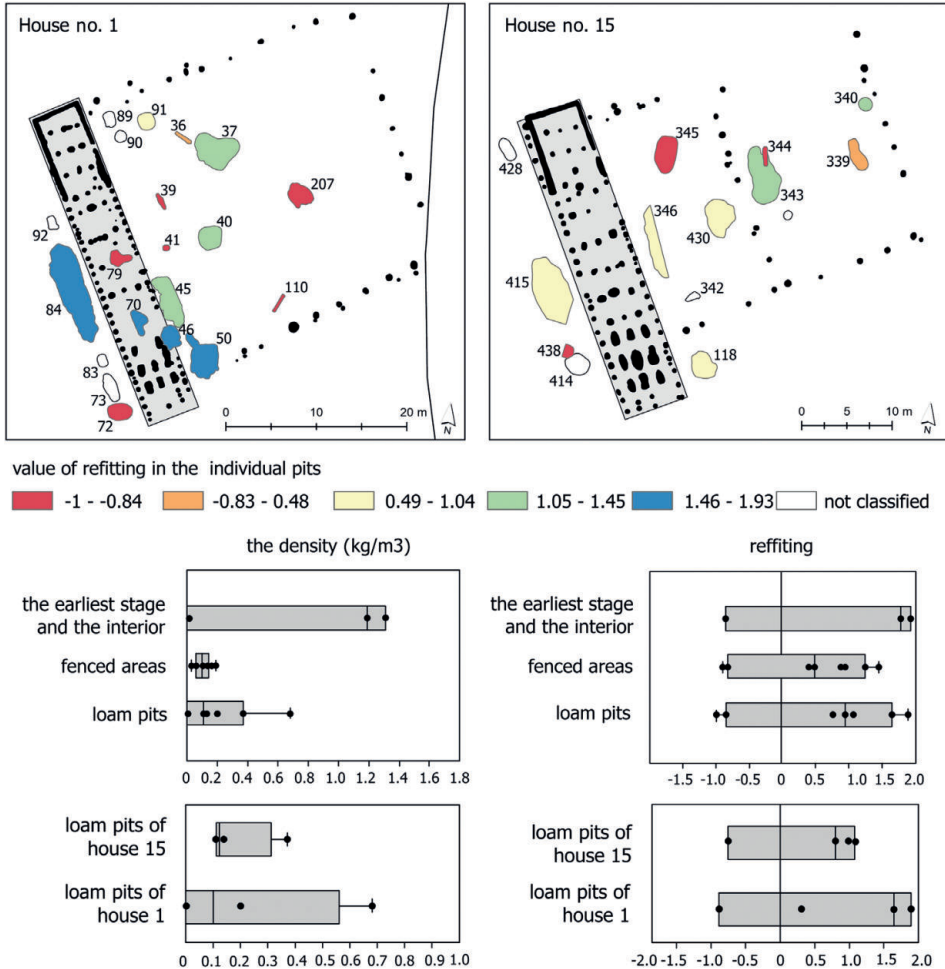 House no. 1
89
90
91
36
37
39
207
40
92
41
79
45
110
84
70
46
50
83
73
72
0 10 20 m
N
House no. 15
428
345
344
340
339
343
346
430
415
342
438
414
118
0 5 10 m
N
value of refitting in the individual pits
-1 - -0.84
-0.83 - 0.48
0.49 - 1.04
1.05 - 1.45
1.46 - 1.93
not classified
the density (kg/m3)
the earliest stage
and the interior
fenced areas
loam pits
0 0.2 0.4 0.6 0.8 1.0 1.2 1.4 1.6 1.8
reffiting
the earliest stage
and the interior
fenced areas
loam pits
-1.5 -1.0 -0.5 0 0.5 1.0 1.5 2.0
loam pits of
house 15
loam pits of
house 1
0 0.1 0.2 0.3 0.4 0.5 0.6 0.7 0.8 0.9 1.0
loam pits of
house 15
loam pits of
house 1
-2.0 -1.5 -1.0 -0.5 0 0.5 1.0 1.5 2.0